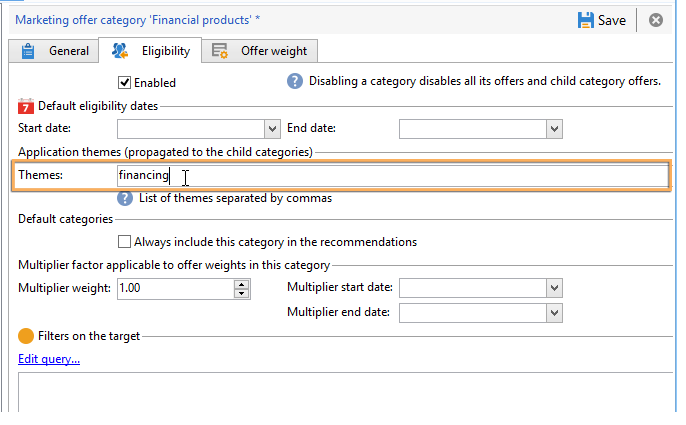 Marketing offer category 'Financial products' * Save
General Eligibility Offer weight
Enabled Disabling a category disables all its offers and child category offers.
7 Default eligibility dates
Start date: End date:
Application themes (propagated to the child categories)
Themes: financing
? List of themes separated by commas
Default categories
Always include this category in the recommendations
Multiplier factor applicable to offer weights in this category
Multiplier weight: 1.00 Multiplier start date:
Multiplier end date:
Filters on the target
Edit query...